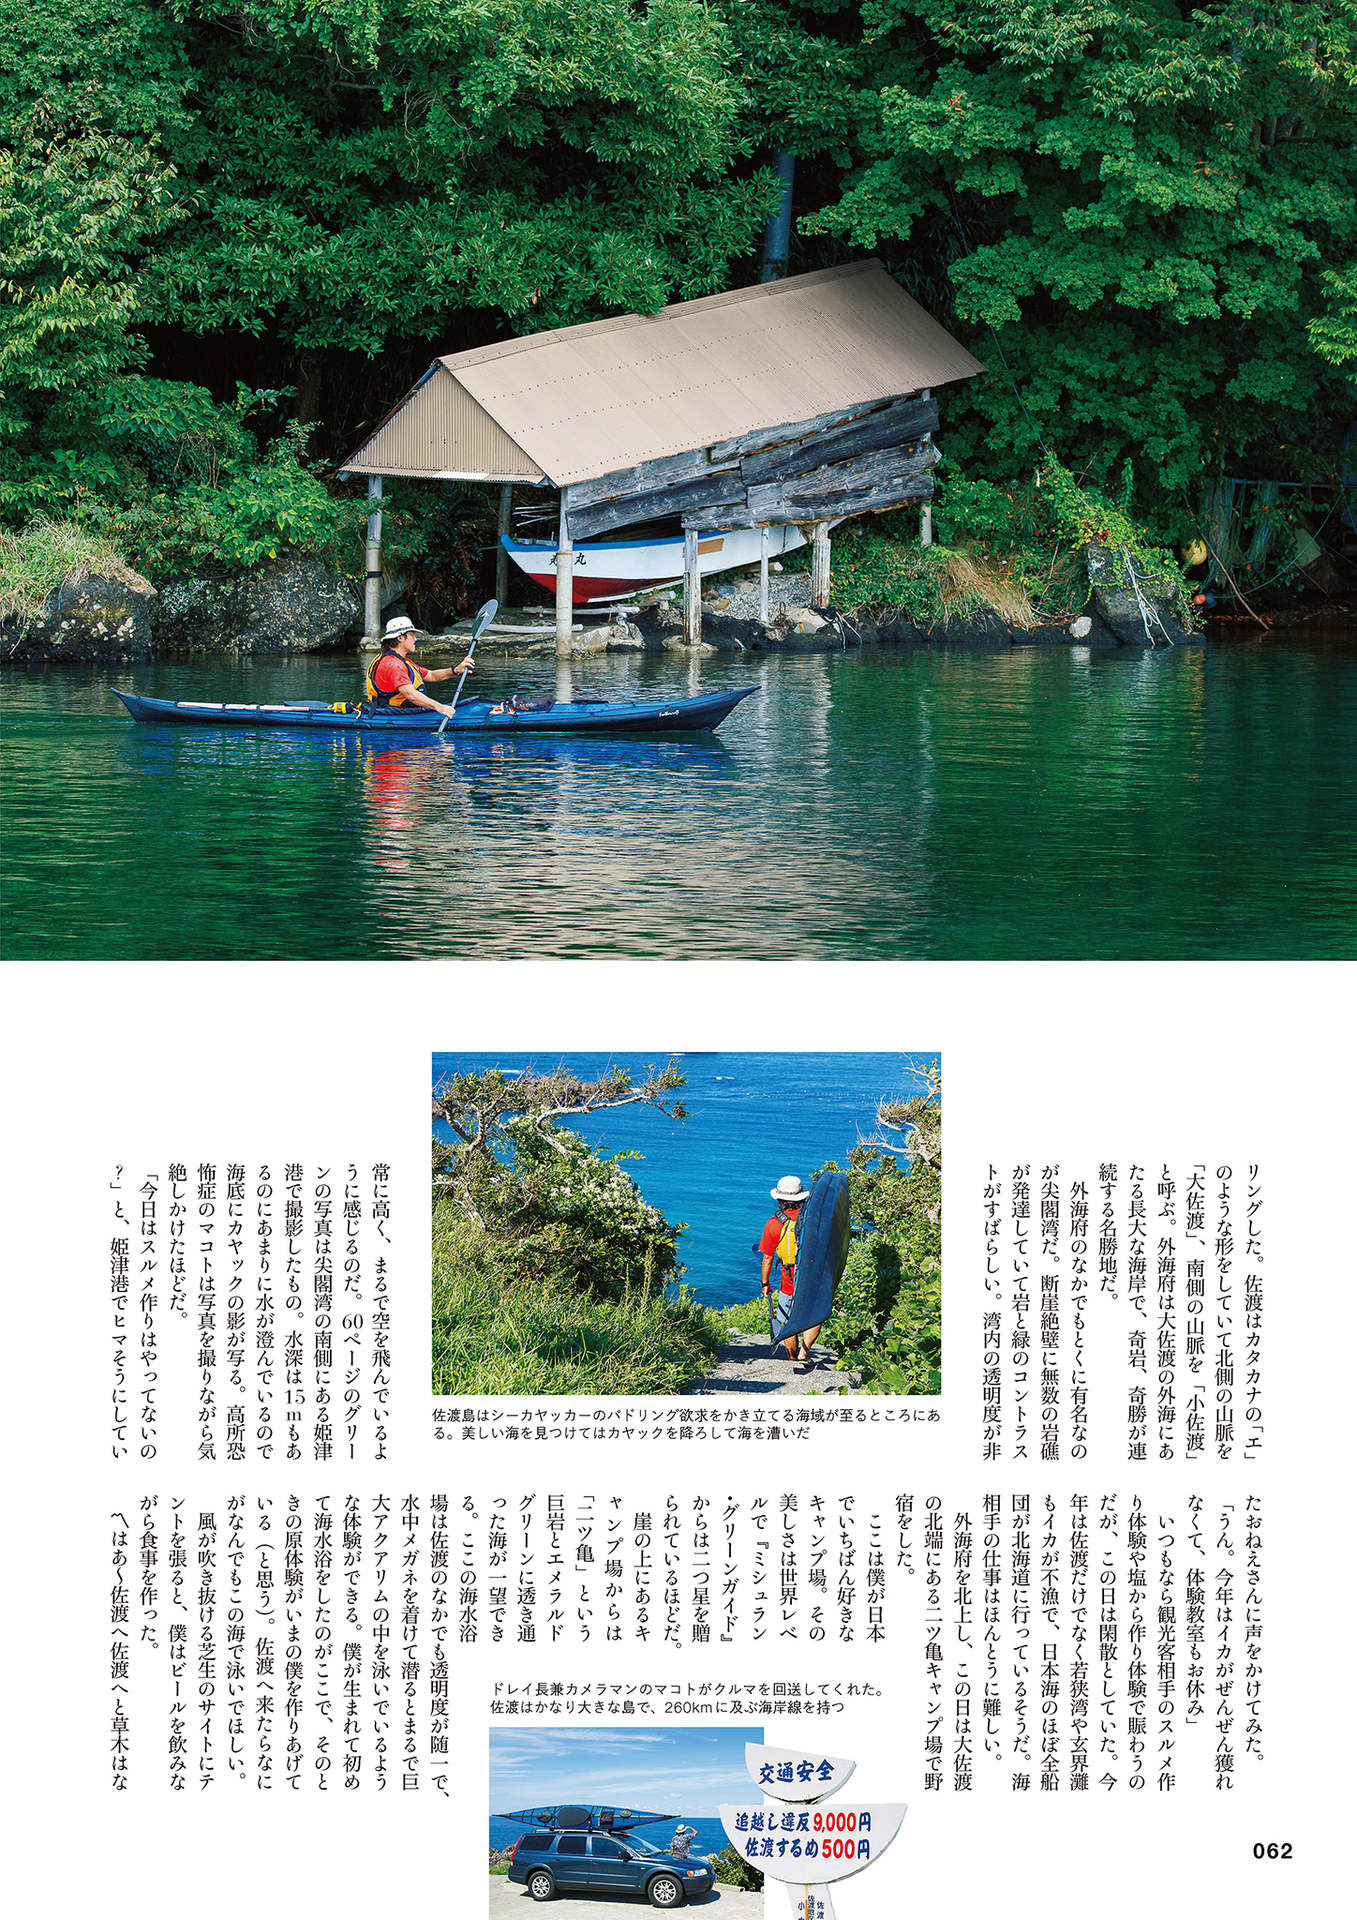 丸
リングした。佐渡はカタカナの「エ」
のような形をしていて北側の山脈を
「大佐渡」、南側の山脈を「小佐渡」
と呼ぶ。外海府は大佐渡の外海にあ
たる長大な海岸で、奇岩、奇勝が連
続する名勝地だ。
外海府のなかでもとくに有名なの
が尖閣湾だ。断崖絶壁に無数の岩礁
が発達していて岩と緑のコントラス
トがすばらしい。湾内の透明度が非
常に高く、まるで空を飛んでいるよ
うに感じるのだ。60ページのグリー
ンの写真は尖閣湾の南側にある姫津
港で撮影したもの。水深は15mもあ
るのにあまりに水が澄んでいるので
海底にカヤックの影が写る。高所恐
怖症のマコトは写真を撮りながら気
絶しかけたほどだ。
「今日はスルメ作りはやってないの
?」と、姫津港でヒマそうにしてい
佐渡島はシーカヤッカーのパドリング欲求をかき立てる海域が至るところにあ
る。美しい海を見つけてはカヤックを降ろして海を漕いだ
たおねえさんに声をかけてみた。
「うん。今年はイカがぜんぜん獲れ
なくて、体験教室もお休み」
いつもなら観光客相手のスルメ作
り体験や塩から作り体験で賑わうの
だが、この日は閑散としていた。今
年は佐渡だけでなく若狭湾や玄界灘
もイカが不漁で、日本海のほぼ全船
団が北海道に行っているそうだ。海
相手の仕事はほんとうに難しい。
外海府を北上し、この日は大佐渡
の北端にある二ツ亀キャンプ場で野
宿をした。
ここは僕が日本
でいちばん好きな
キャンプ場。その
美しさは世界レベ
ルで『ミシュラン
・グリーンガイド』
からは二つ星を贈
られているほどだ。
崖の上にあるキ
ャンプ場からは
「二ツ亀」という
巨岩とエメラルド
グリーンに透き通
った海が一望でき
る。ここの海水浴
場は佐渡のなかでも透明度が随一で、
水中メガネを着けて潜るとまるで巨
大アクアリムの中を泳いでいるよう
な体験ができる。僕が生まれて初め
て海水浴をしたのがここで、そのと
きの原体験がいまの僕を作りあげて
いる（と思う）。佐渡へ来たらなに
がなんでもこの海で泳いでほしい。
風が吹き抜ける芝生のサイトにテ
ントを張ると、僕はビールを飲みな
がら食事を作った。
〽はあ〜佐渡へ佐渡へと草木はな
ドレイ長兼カメラマンのマコトがクルマを回送してくれた。
佐渡はかなり大きな島で、260kmに及ぶ海岸線を持つ
交通安全
追越し違反9,000円
佐渡するめ500円
062